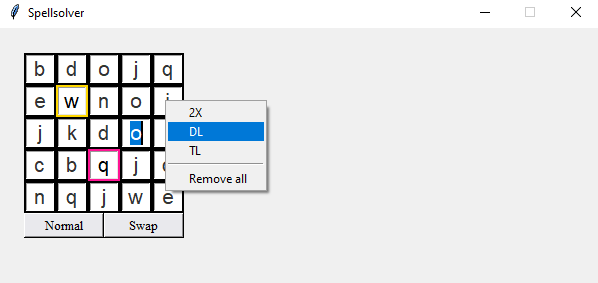 Spellsolver
b d o j q
e w n o
j k d o
c b q j
n q j w e
2X
DL
TL
Remove all
Normal Swap